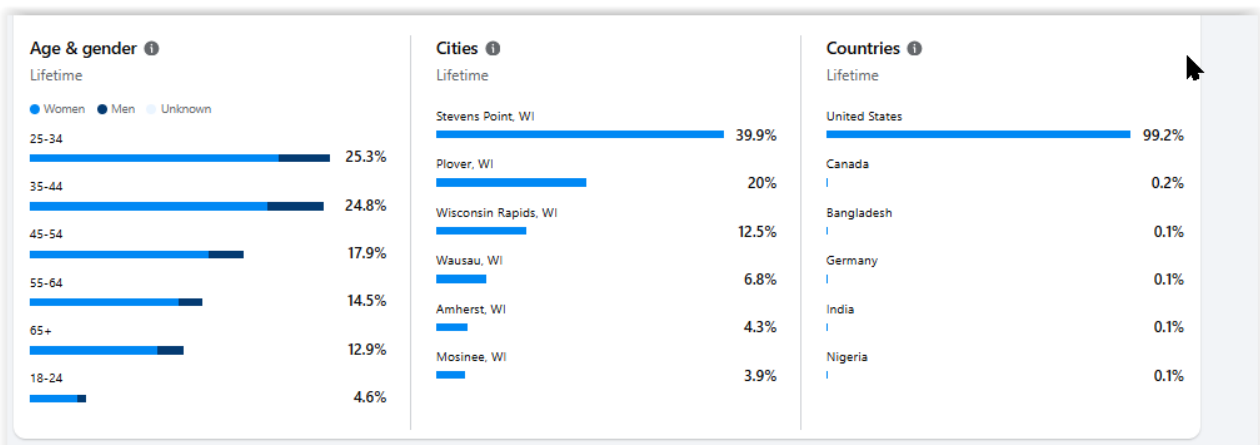 Age & gender
Lifetime
Women Men Unknown
25-34
25.3%
35-44
24.8%
45-54
17.9%
55-64
14.5%
65+
12.9%
18-24
4.6%
Cities
Lifetime
Stevens Point, WI
39.9%
Plover, WI
20%
Wisconsin Rapids, WI
12.5%
Wausau, WI
6.8%
Amherst, WI
4.3%
Mosinee, WI
3.9%
Countries
Lifetime
United States
99.2%
Canada
0.2%
Bangladesh
0.1%
Germany
0.1%
India
0.1%
Nigeria
0.1%